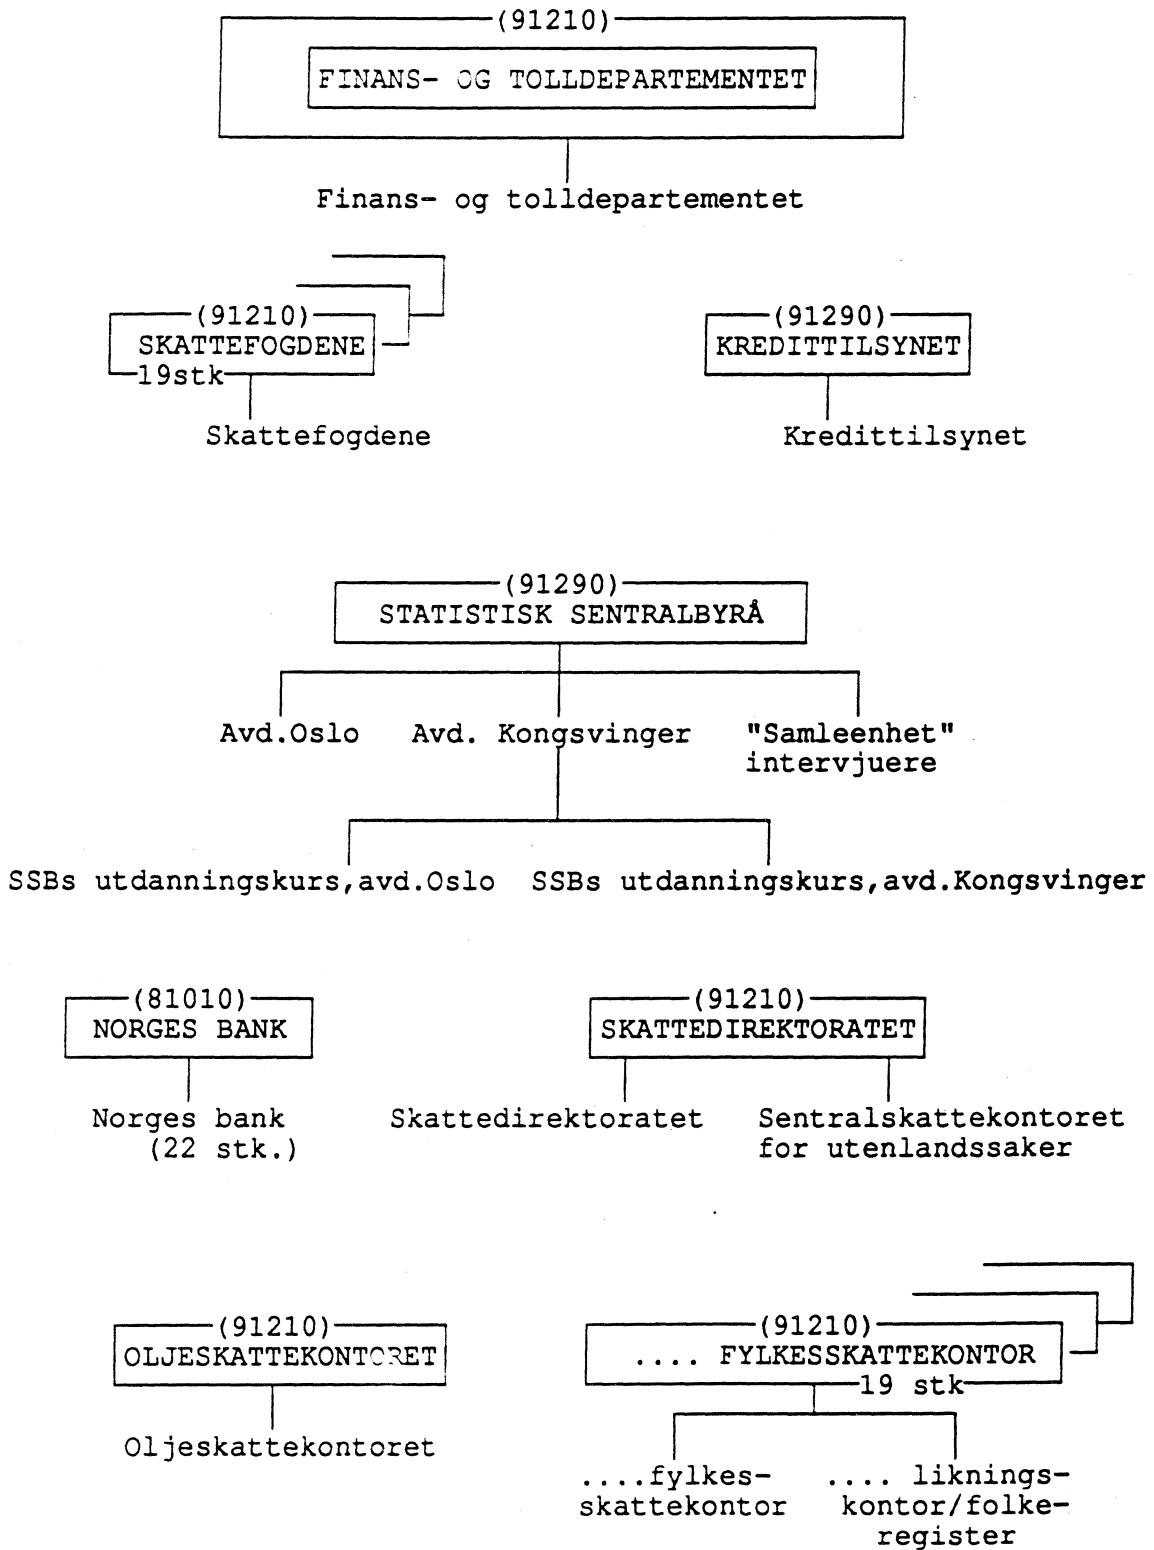 (91210)
FINANS- OG TOLLDEPARTEMENTET
Finans- og tolldepartementet
(91210)
SKATTEFOGDENE
19stk
Skattefogdene
(91290)
KREDITTILSYNET
Kredittilsynet
(91290)
STATISTISK SENTRALBYRÅ
Avd.Oslo
Avd. Kongsvinger
"Samleenhet"
intervjuere
SSBs utdanningskurs,avd.Oslo
SSBs utdanningskurs,avd.Kongsvinger
(81010)
NORGES BANK
Norges bank
(22 stk.)
(91210)
SKATTEDIREKTORATET
Skattedirektoratet
Sentralskattekontoret
for utenlandssaker
(91210)
OLJESKATTEKONTORET
Oljeskattekontoret
(91210)
.... FYLKESSKATTEKONTOR
19 stk
....fylkes-
skattekontor
.... liknings-
kontor/folke-
register